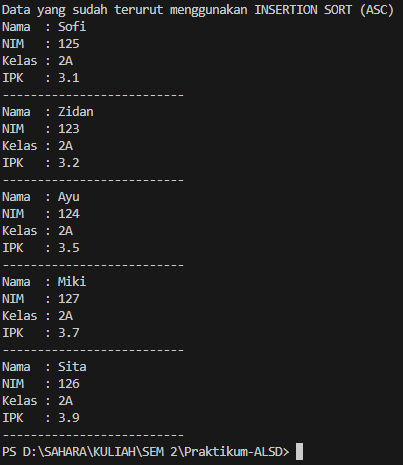 Data yang sudah terurut menggunakan INSERTION SORT (ASC)
Nama  : Sofi
NIM   : 125
Kelas : 2A
IPK   : 3.1
--------------------------
Nama  : Zidan
NIM   : 123
Kelas : 2A
IPK   : 3.2
--------------------------
Nama  : Ayu
NIM   : 124
Kelas : 2A
IPK   : 3.5
--------------------------
Nama  : Miki
NIM   : 127
Kelas : 2A
IPK   : 3.7
--------------------------
Nama  : Sita
NIM   : 126
Kelas : 2A
IPK   : 3.9
--------------------------
PS D:\SAHARA\KULIAH\SEM 2\Praktikum-ALSD>